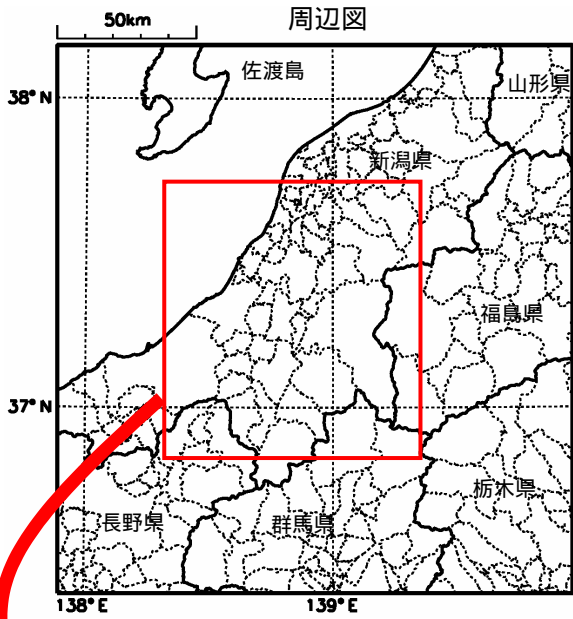 50km
周辺図
佐渡島
38°N
山形県
新潟県
福島県
37°N
栃木県
長野県
群馬県
138°E
139°E